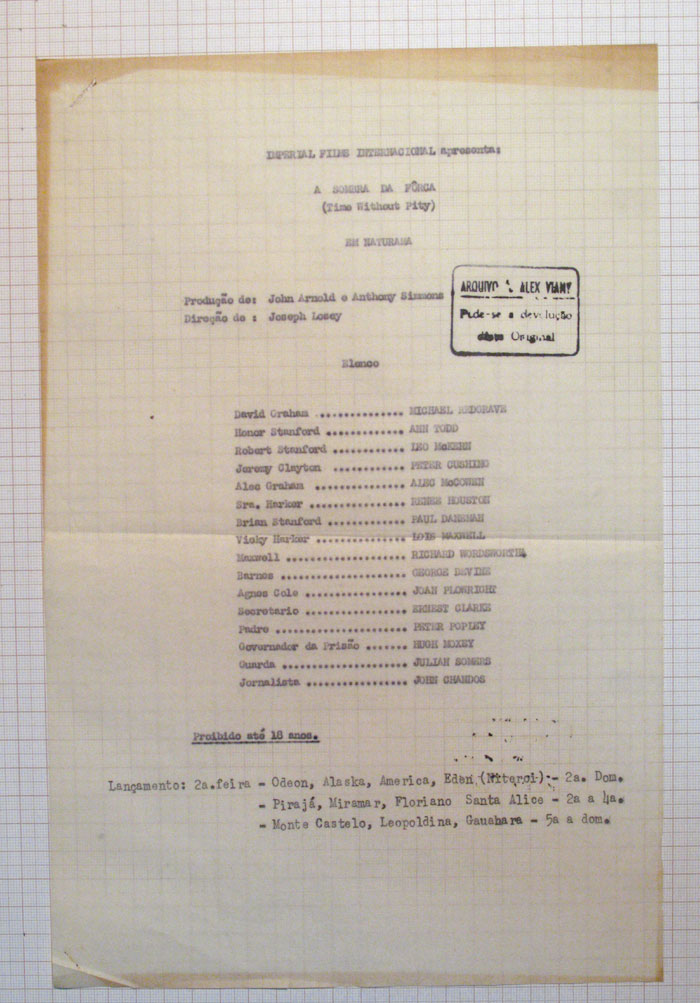 IMPERIAL FILMS INTERNACIONAL apresenta:
A SOMBRA DA FÔRCA
(Time Without Pity)
EM NATURAMA
Produção de: John Arnold e Anthony Simmons
Direção de : Joseph Losey
ARQUIVO ALEX VIANY
Pede-se a devolução
dêste Original
Elenco
David Graham .............. MICHAEL REDGRAVE
Honor Stanford ............ ANN TODD
Robert Stanford ........... LEO McKERN
Jeremy Clayton ........... PETER CUSHING
Alec Graham .............. ALEC McCOWEN
Sra. Harker .............. RENEE HOUSTON
Brian Stanford ............ PAUL DANEMAN
Vicky Harker .............. LOIS MAXWELL
Maxwell ................... RICHARD WORDSWORTH
Barnes .................... GEORGE DEVINE
Agnes Cole ................ JOAN PLOWRIGHT
Secretario ................ ERNEST CLARKE
Padre ..................... PETER POPLEY
Governador da Prisão ....... HUGH MOXEY
Guarda .................... JULIAN SOMERS
Jornalista ................. JOHN CHANDOS
Proibido até 18 anos.
Lançamento: 2a.feira - Odeon, Alaska, America, Eden (Niteroi) - 2a. Dom.
- Pirajá, Miramar, Floriano Santa Alice - 2a a 4a.
- Monte Castelo, Leopoldina, Gauabara - 5a a dom.